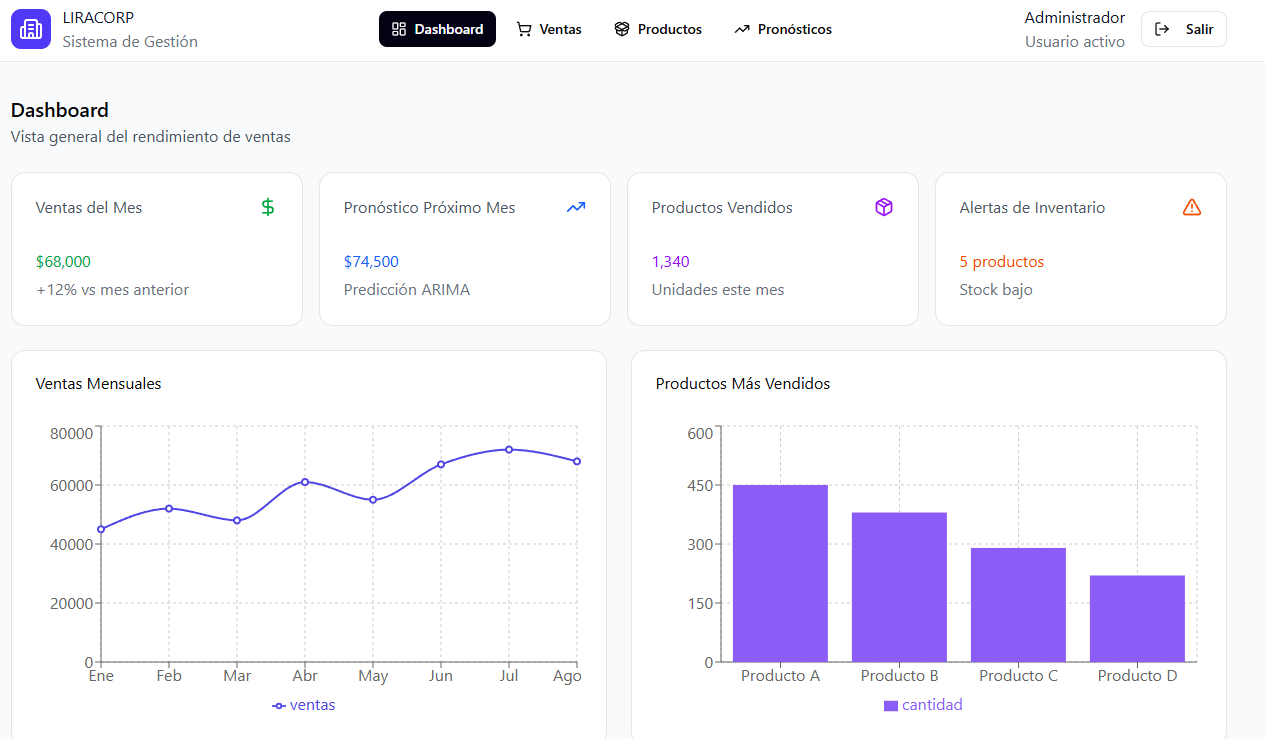 LIRACORP
Sistema de Gestión
Dashboard
Ventas
Productos
Pronósticos
Administrador
Usuario activo
Salir
Dashboard
Vista general del rendimiento de ventas
Ventas del Mes
$68,000
+12% vs mes anterior
Pronóstico Próximo Mes
$74,500
Predicción ARIMA
Productos Vendidos
1,340
Unidades este mes
Alertas de Inventario
5 productos
Stock bajo
Ventas Mensuales
80000
60000
40000
20000
0
Ene Feb Mar Abr May Jun Jul Ago
ventas
Productos Más Vendidos
600
450
300
150
0
Producto A Producto B Producto C Producto D
cantidad